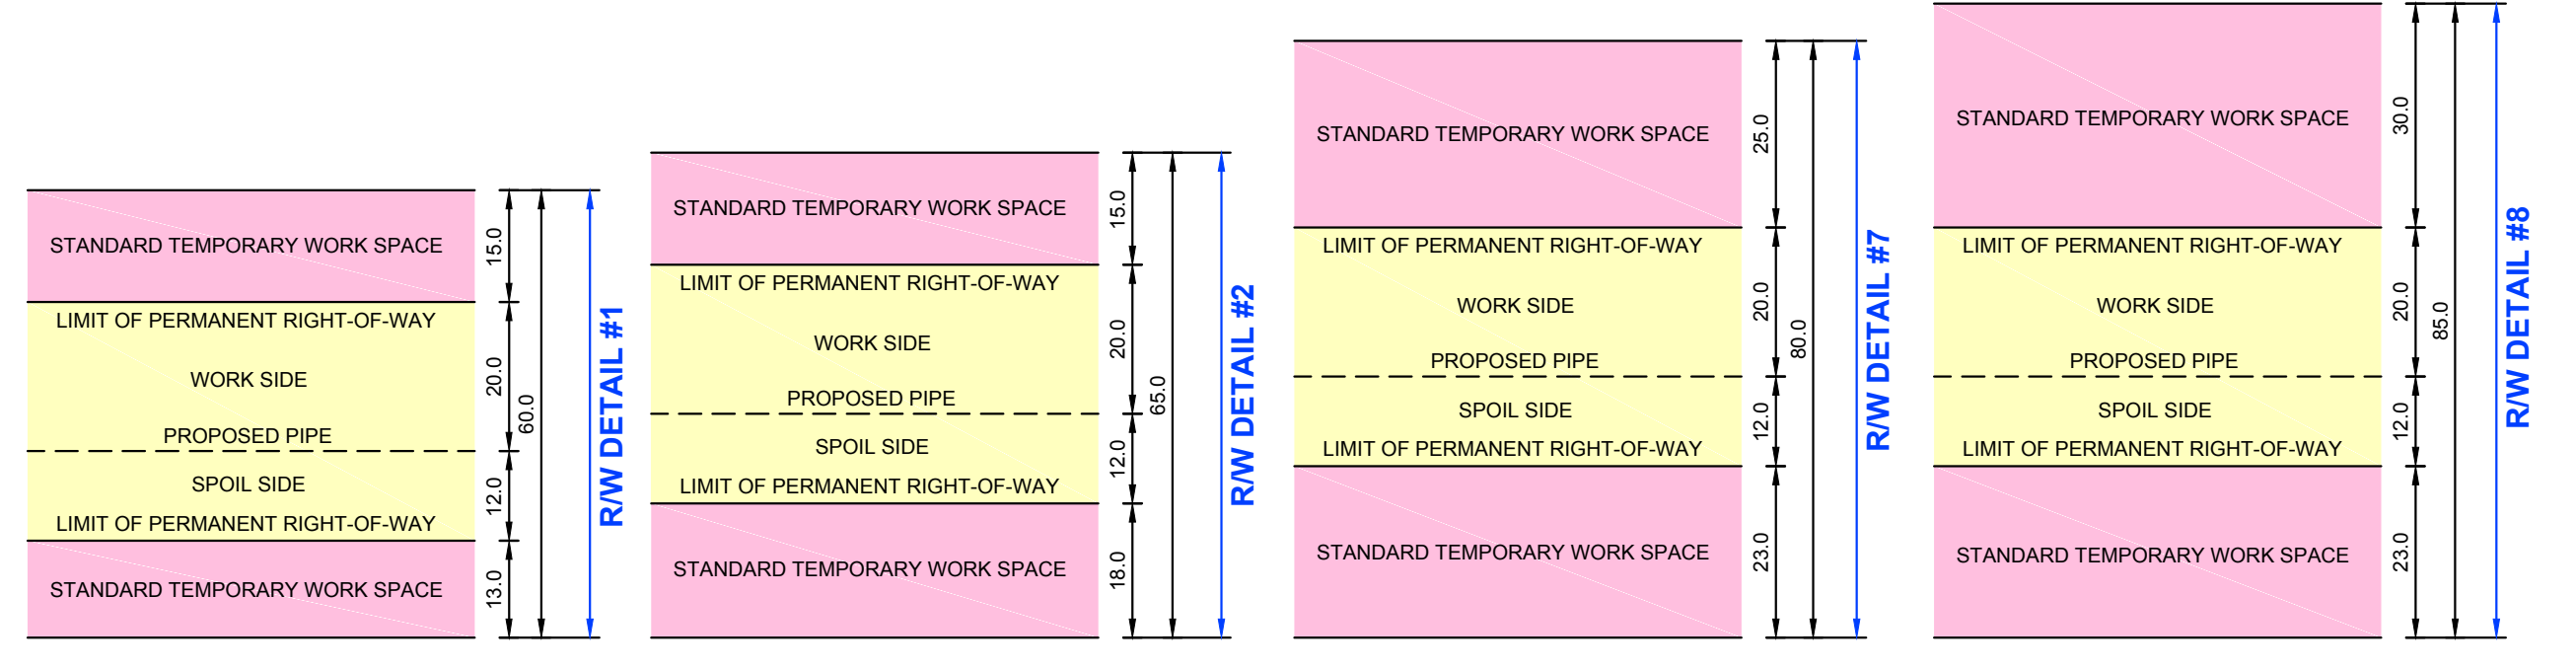 STANDARD TEMPORARY WORK SPACE
LIMIT OF PERMANENT RIGHT-OF-WAY
WORK SIDE
PROPOSED PIPE
SPOIL SIDE
LIMIT OF PERMANENT RIGHT-OF-WAY
STANDARD TEMPORARY WORK SPACE
15.0
20.0
12.0
13.0
60.0
R/W DETAIL #1
STANDARD TEMPORARY WORK SPACE
LIMIT OF PERMANENT RIGHT-OF-WAY
WORK SIDE
PROPOSED PIPE
SPOIL SIDE
LIMIT OF PERMANENT RIGHT-OF-WAY
STANDARD TEMPORARY WORK SPACE
15.0
20.0
12.0
18.0
65.0
R/W DETAIL #2
STANDARD TEMPORARY WORK SPACE
LIMIT OF PERMANENT RIGHT-OF-WAY
WORK SIDE
PROPOSED PIPE
SPOIL SIDE
LIMIT OF PERMANENT RIGHT-OF-WAY
STANDARD TEMPORARY WORK SPACE
25.0
20.0
12.0
23.0
80.0
R/W DETAIL #7
STANDARD TEMPORARY WORK SPACE
LIMIT OF PERMANENT RIGHT-OF-WAY
WORK SIDE
PROPOSED PIPE
SPOIL SIDE
LIMIT OF PERMANENT RIGHT-OF-WAY
STANDARD TEMPORARY WORK SPACE
30.0
20.0
12.0
23.0
85.0
R/W DETAIL #8